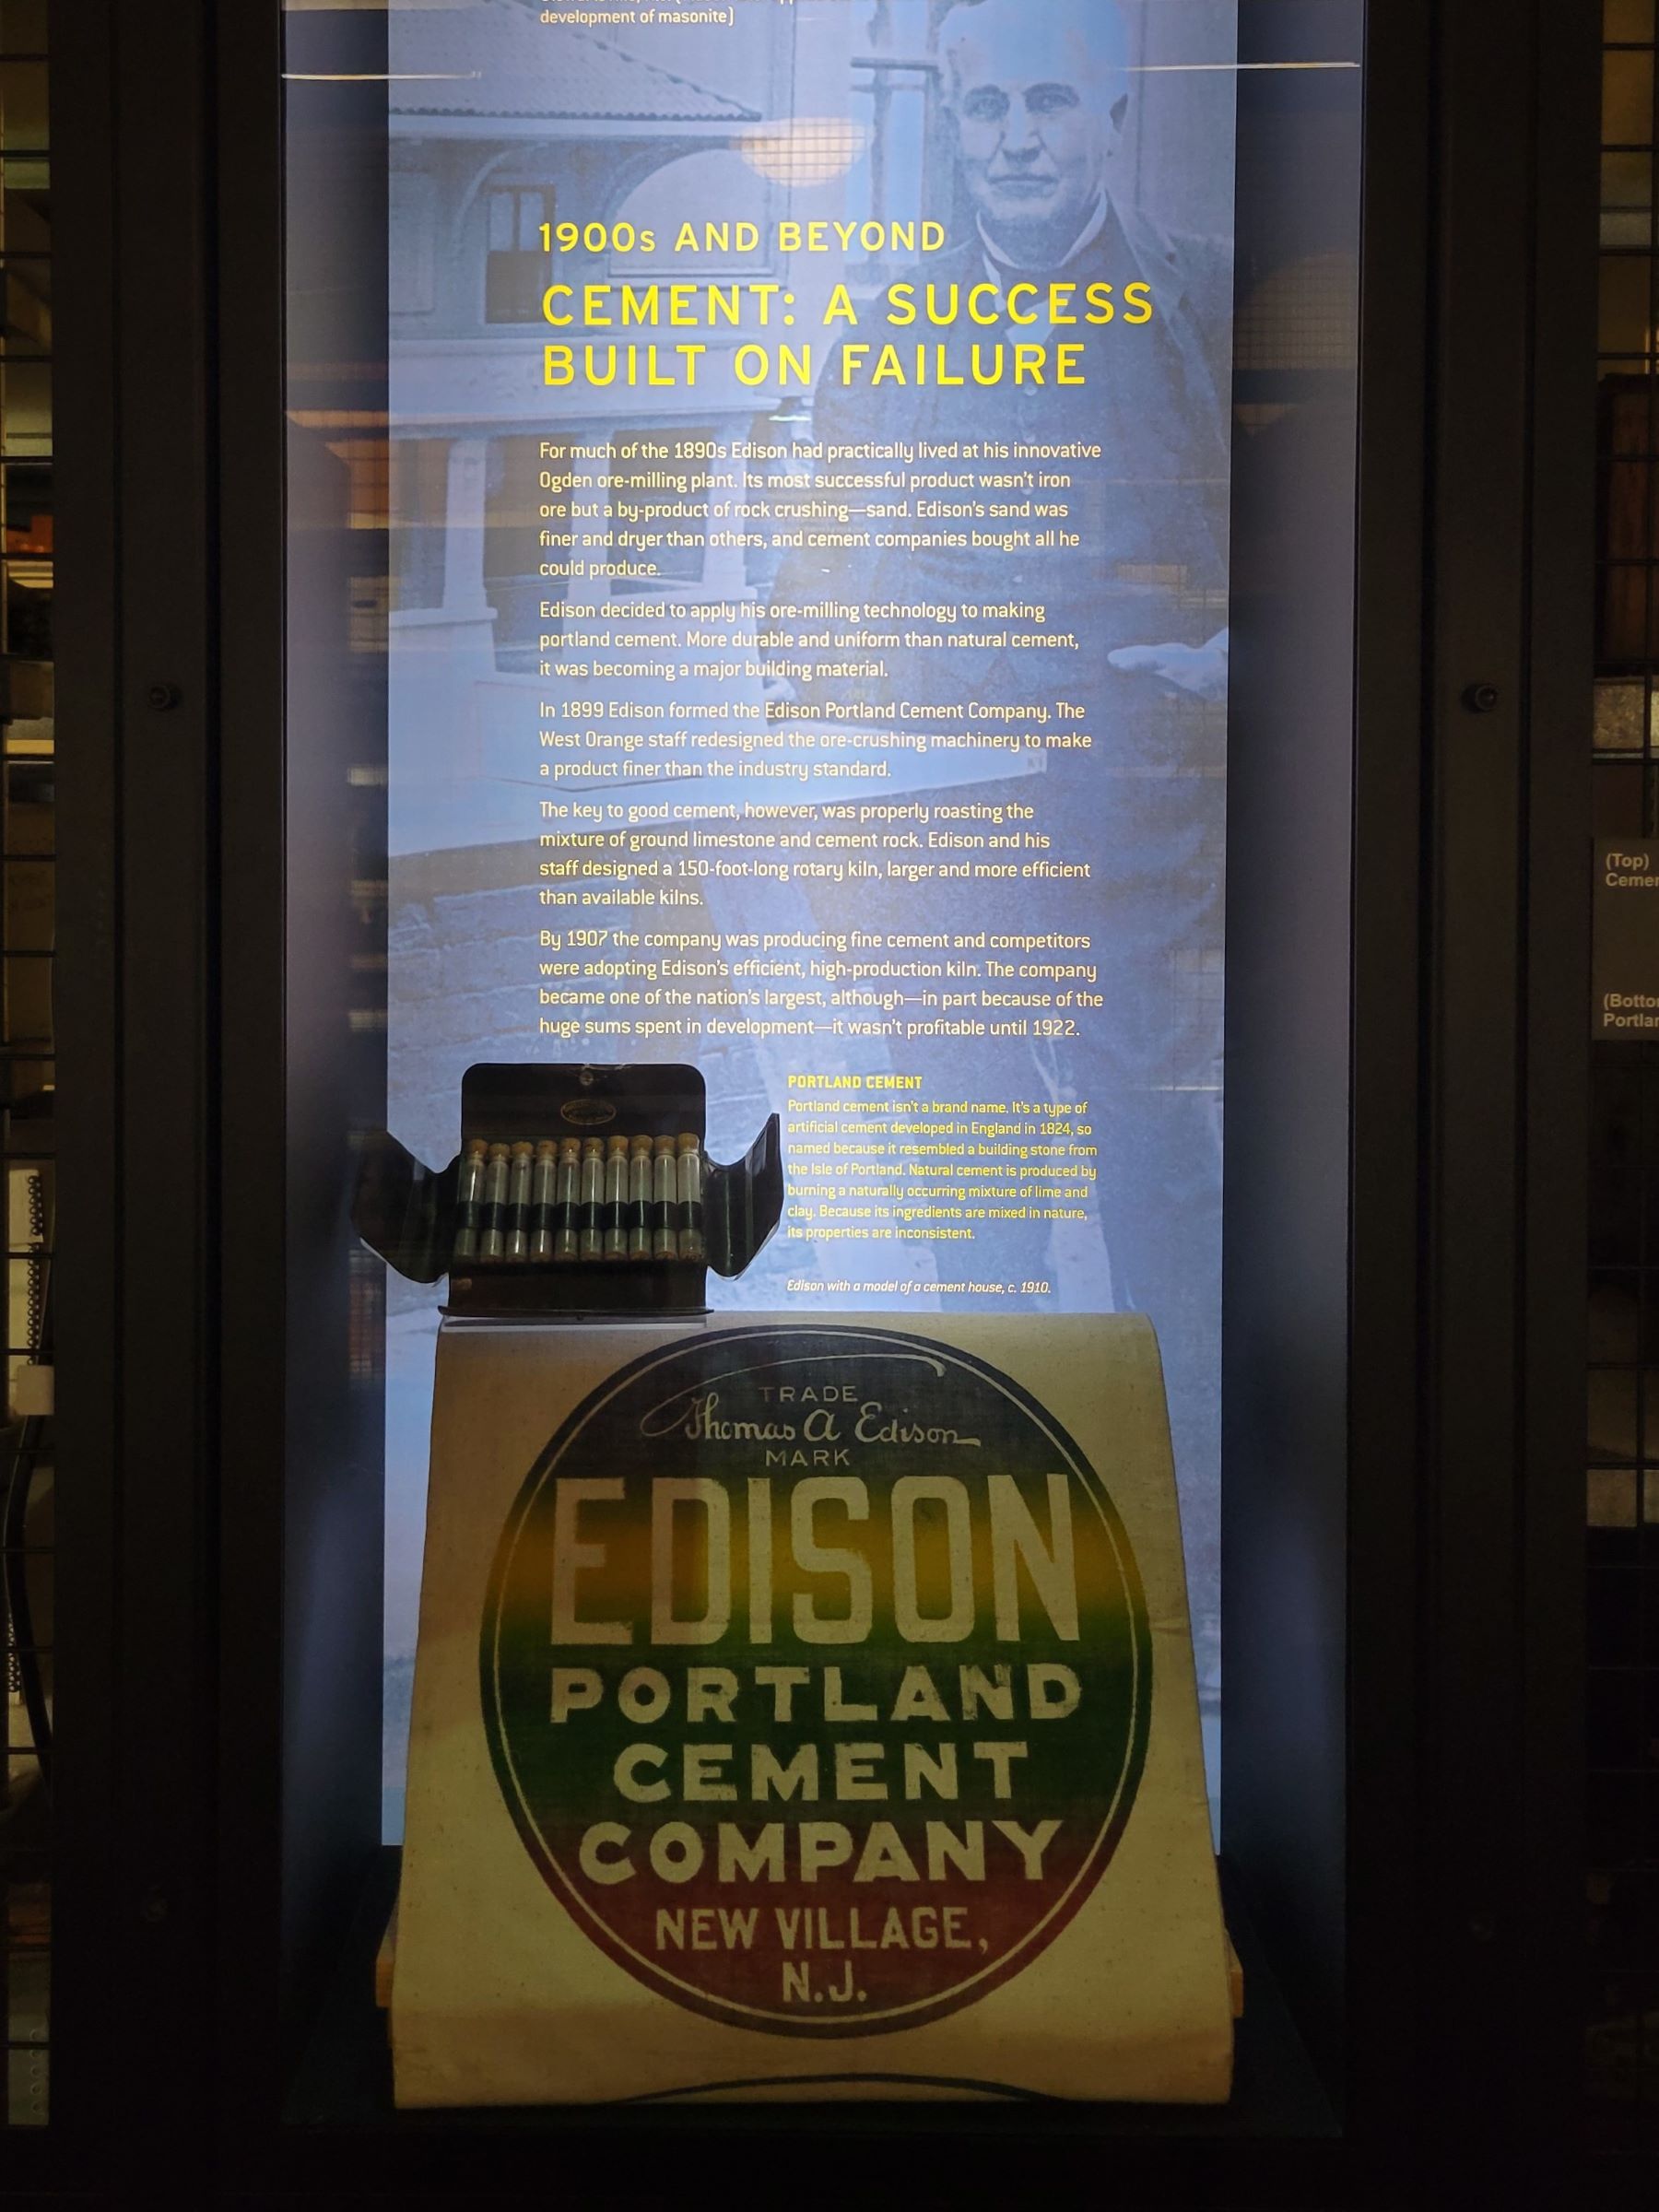 development of masonite)
1900s AND BEYOND
CEMENT: A SUCCESS
BUILT ON FAILURE
For much of the 1890s Edison had practically lived at his innovative
Ogden ore-milling plant. Its most successful product wasn't iron
ore but a by-product of rock crushing—sand. Edison's sand was
finer and dryer than others, and cement companies bought all he
could produce.
Edison decided to apply his ore-milling technology to making
portland cement. More durable and uniform than natural cement,
it was becoming a major building material.
In 1899 Edison formed the Edison Portland Cement Company. The
West Orange staff redesigned the ore-crushing machinery to make
a product finer than the industry standard.
The key to good cement, however, was properly roasting the
mixture of ground limestone and cement rock. Edison and his
staff designed a 150-foot-long rotary kiln, larger and more efficient
than available kilns.
By 1907 the company was producing fine cement and competitors
were adopting Edison's efficient, high-production kiln. The company
became one of the nation's largest, although—in part because of the
huge sums spent in development—it wasn't profitable until 1922.
PORTLAND CEMENT
Portland cement isn't a brand name. It's a type of
artificial cement developed in England in 1824, so
named because it resembled a building stone from
the Isle of Portland. Natural cement is produced by
burning a naturally occurring mixture of lime and
clay. Because its ingredients are mixed in nature,
its properties are inconsistent.
Edison with a model of a cement house, c. 1910.
TRADE
Thomas A Edison
MARK
EDISON
PORTLAND
CEMENT
COMPANY
NEW VILLAGE,
N.J.
(Top)